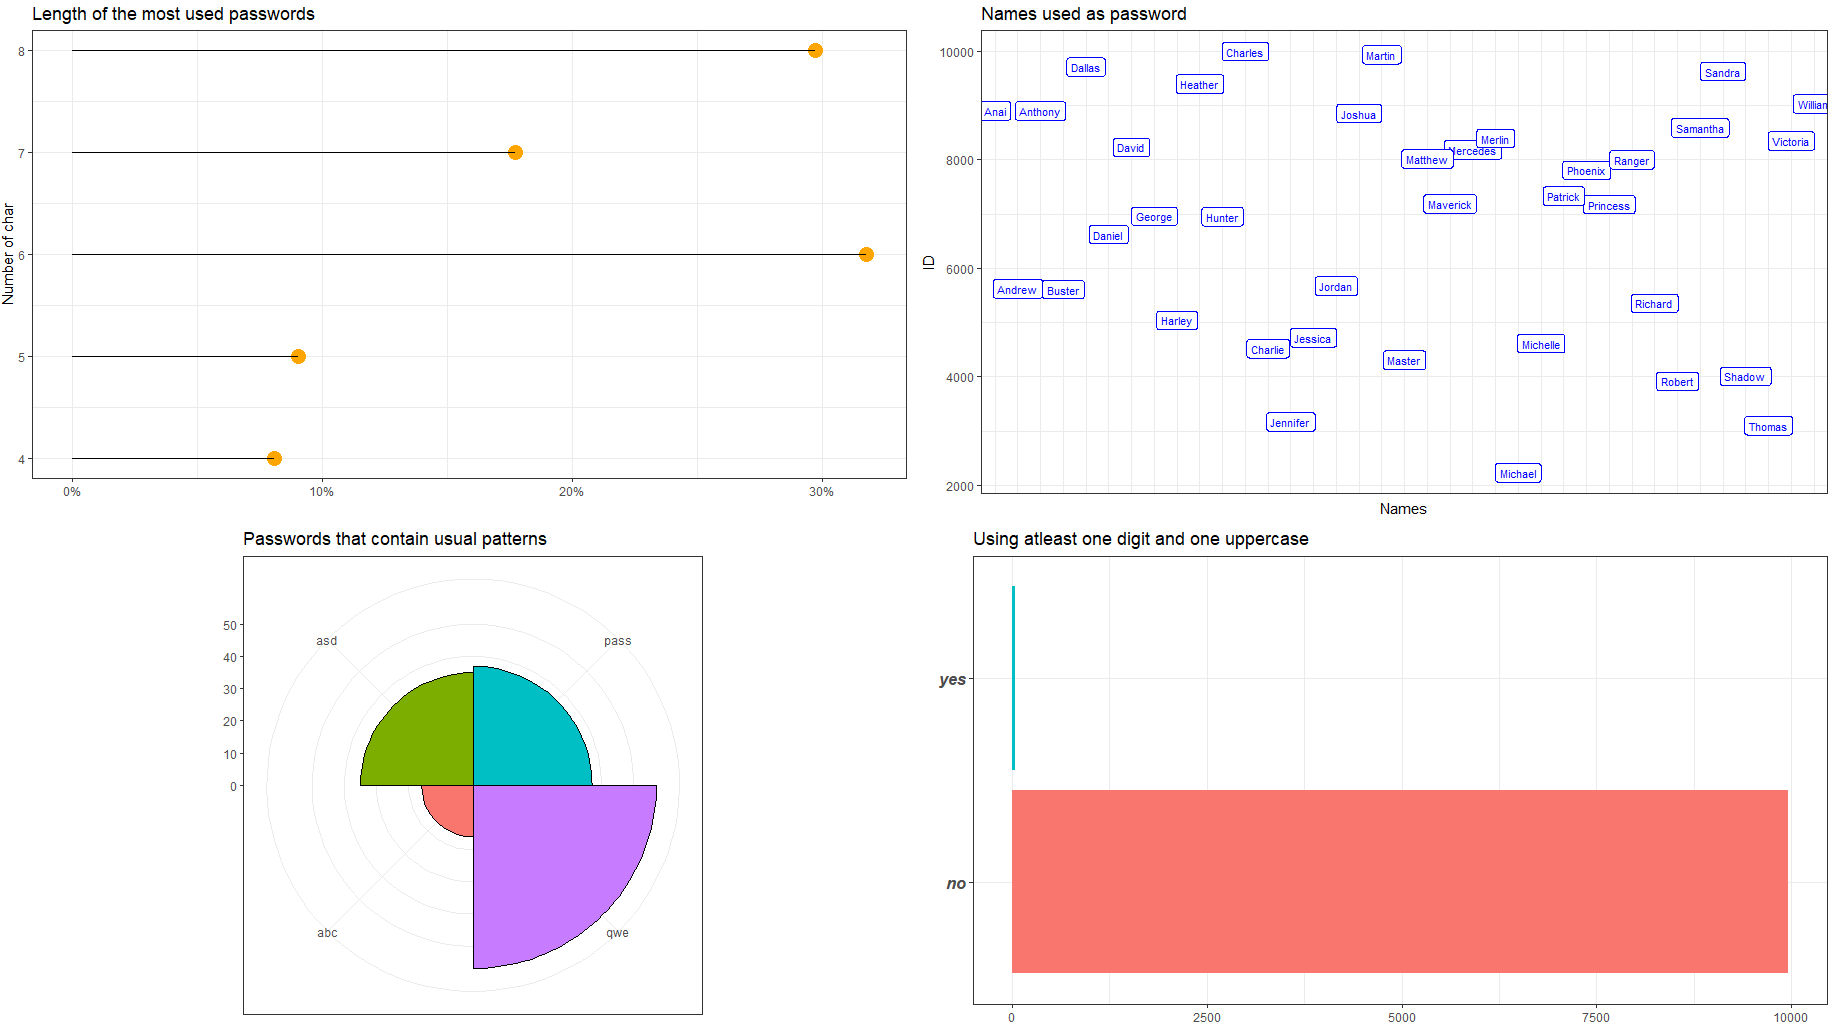 Length of the most used passwords
Number of char
8
7
6
5
4
0%
10%
20%
30%
Names used as password
ID
10000
8000
6000
4000
2000
Charles
Martin
Dallas
Sandra
Heather
William
Anai
Anthony
Joshua
Samantha
Merlin
Victoria
David
Mercedes
Matthew
Ranger
Phoenix
Patrick
Maverick
Princess
George
Hunter
Daniel
Jordan
Andrew
Buster
Richard
Harley
Jessica
Michelle
Charlie
Master
Shadow
Robert
Jennifer
Thomas
Michael
Names
Passwords that contain usual patterns
50
40
30
20
10
0
asd
pass
abc
qwe
Using atleast one digit and one uppercase
yes
no
0
2500
5000
7500
10000